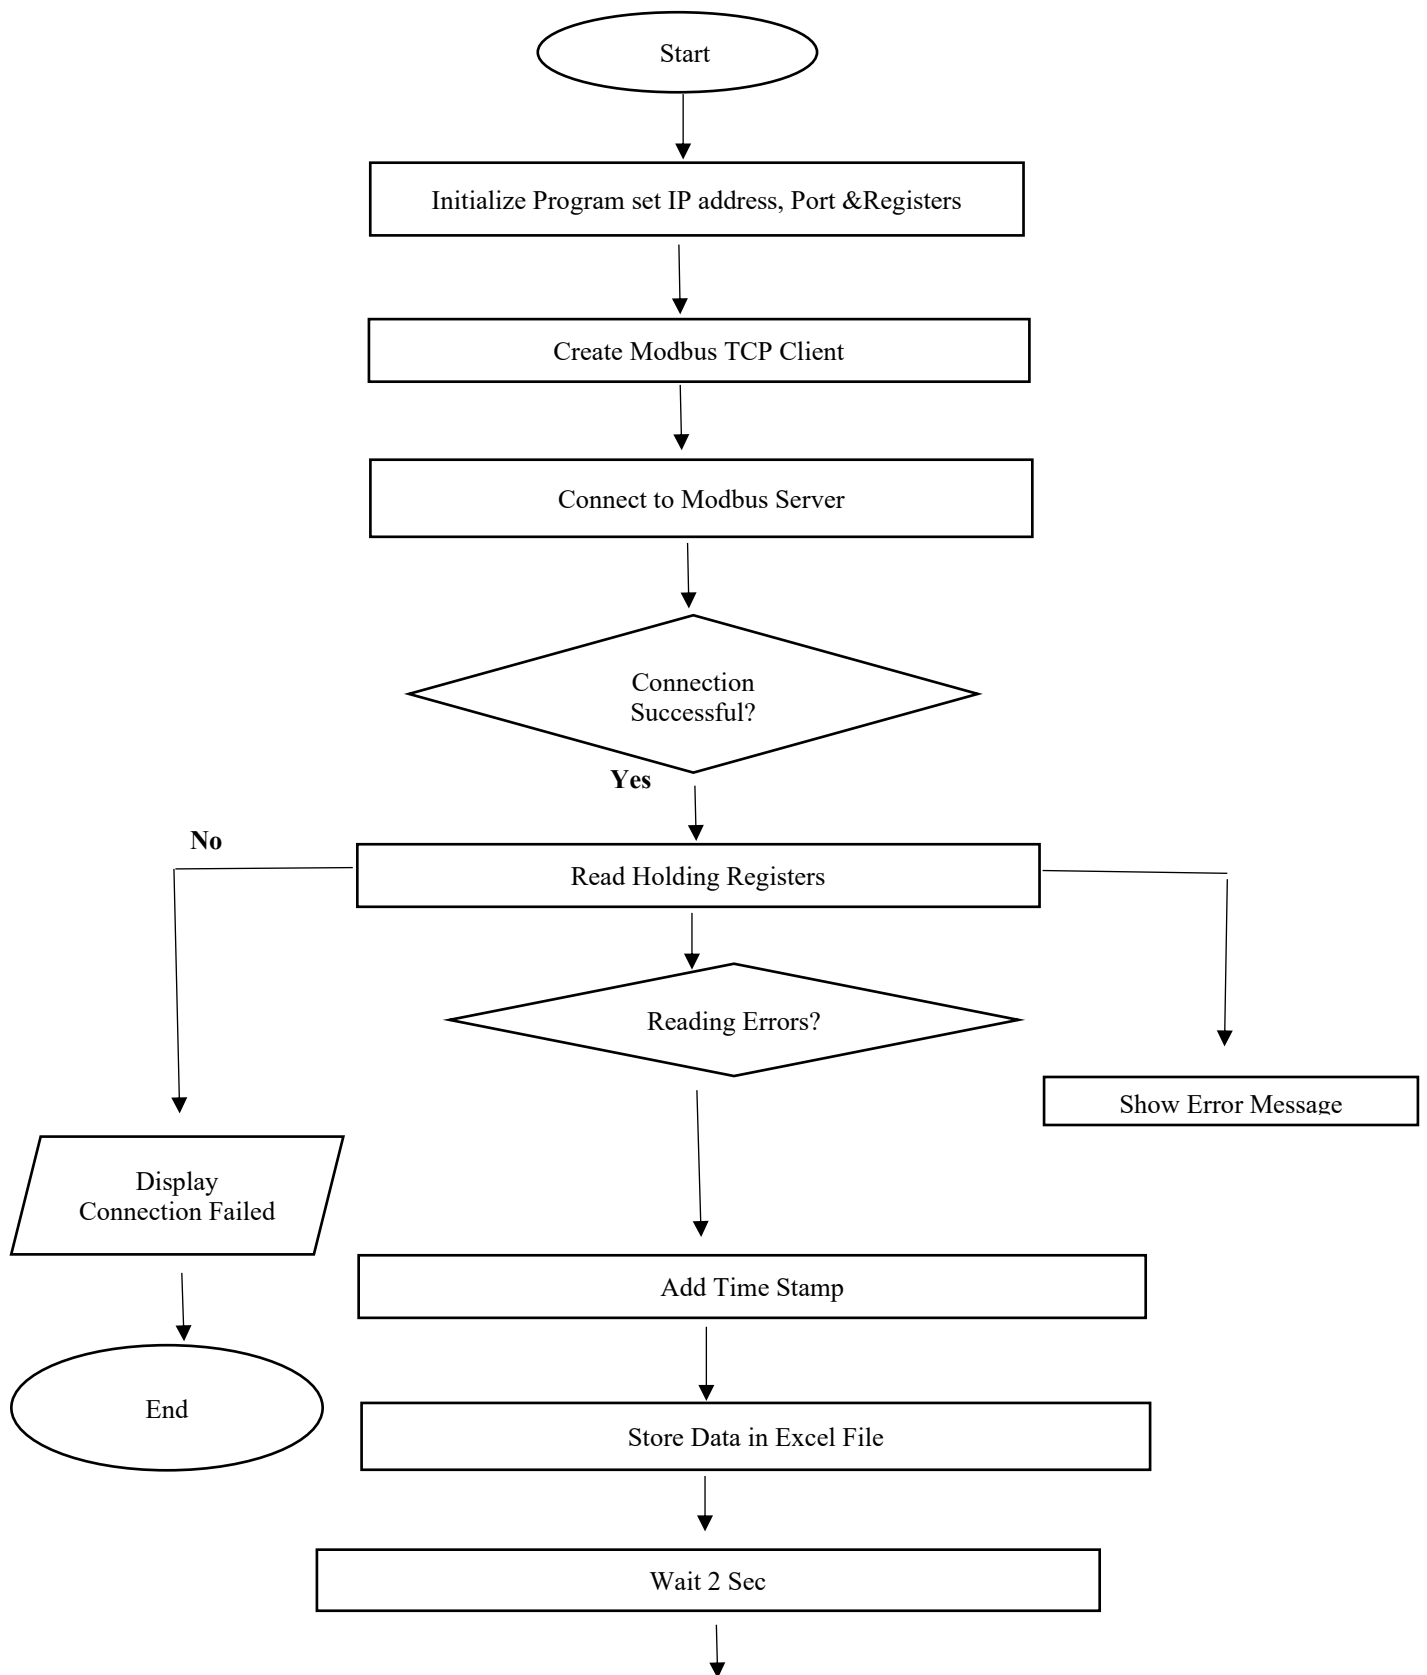 Start
Initialize Program set IP address, Port &Registers
Create Modbus TCP Client
Connect to Modbus Server
Connection
Successful?
Yes
No
Read Holding Registers
Reading Errors?
Show Error Message
Display
Connection Failed
Add Time Stamp
End
Store Data in Excel File
Wait 2 Sec